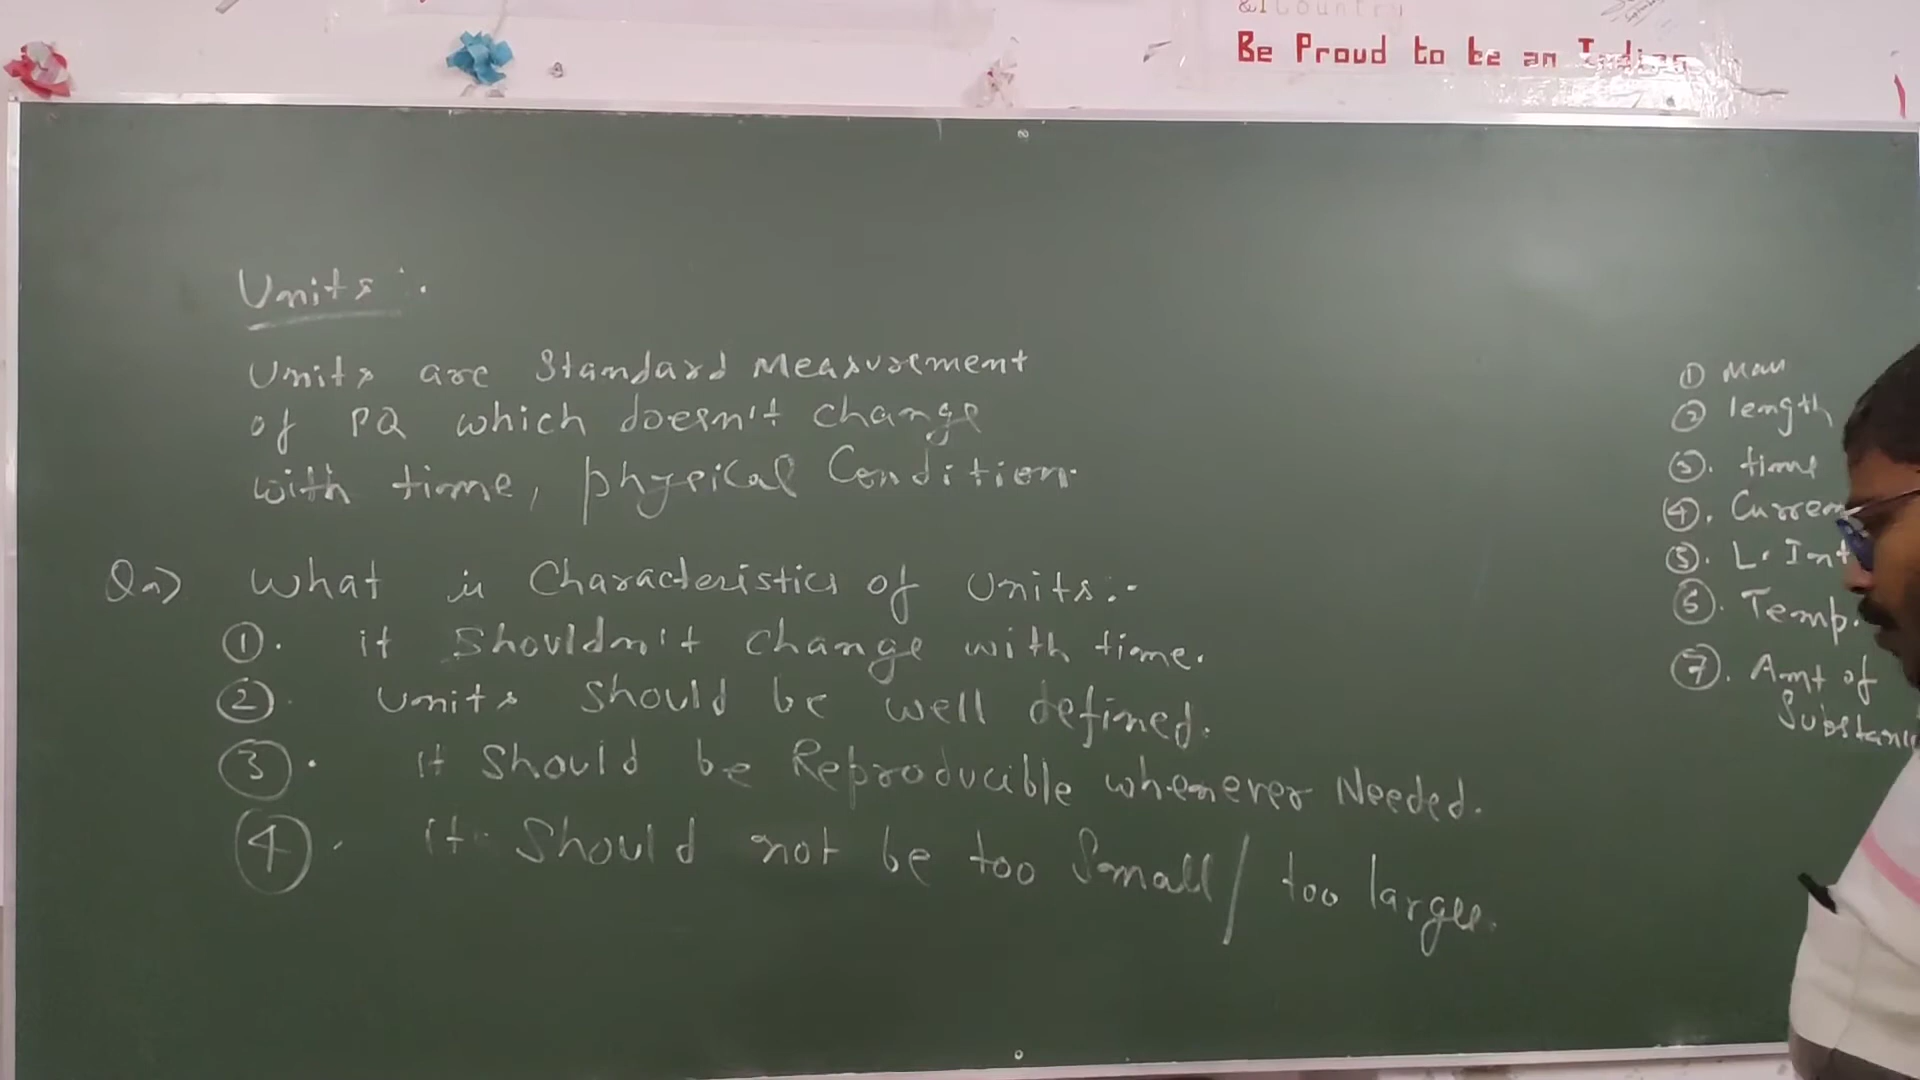 Be Proud to be an Indian
Units :
Units are Standard Measurement
of PQ which doesn't change
with time, physical Condition.
Qn) What is Characteristics of Units:-
①. it Shouldn't change with time.
②. Units should be well defined.
③. it should be Reproducible whenever Needed.
④. it should not be too small / too large.
① Mass
② length
③. time
④. Curren
⑤. L. Int
⑥. Temp.
⑦. Amt of
Substanc